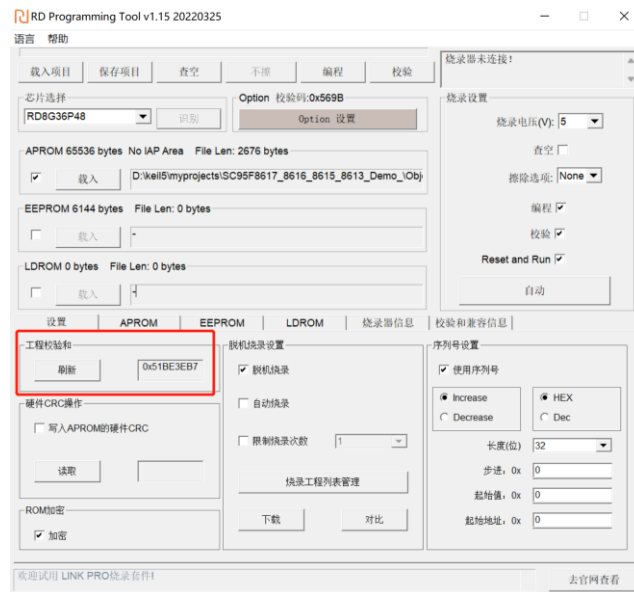 RD Programming Tool v1.15 20220325
语言 帮助
载入项目 保存项目 查空 不擦 编程 校验
烧录器未连接!
芯片选择
RD8G36P48 识别
Option 校验码:0x569B
Option 设置
烧录设置
烧录电压(V): 5
查空
擦除选项: None
编程
校验
Reset and Run
自动
APROM 65536 bytes No IAP Area File Len: 2676 bytes
载入 D:\keil5\myprojects\SC95F8617_8616_8615_8613_Demo_\Obj
EEPROM 6144 bytes File Len: 0 bytes
载入 -
LDROM 0 bytes File Len: 0 bytes
载入 -
设置 APROM EEPROM LDROM 烧录器信息 校验和兼容信息
工程校验和
刷新 0x51BE3EB7
硬件CRC操作
写入APROM的硬件CRC
读取
ROM加密
加密
脱机烧录设置
脱机烧录
自动烧录
限制烧录次数 1
烧录工程列表管理
下载 对比
序列号设置
使用序列号
Increase HEX
Decrease Dec
长度(位) 32
步进, 0x 0
起始值, 0x 0
起始地址, 0x 0
欢迎试用 LINK PRO烧录套件!
去官网查看